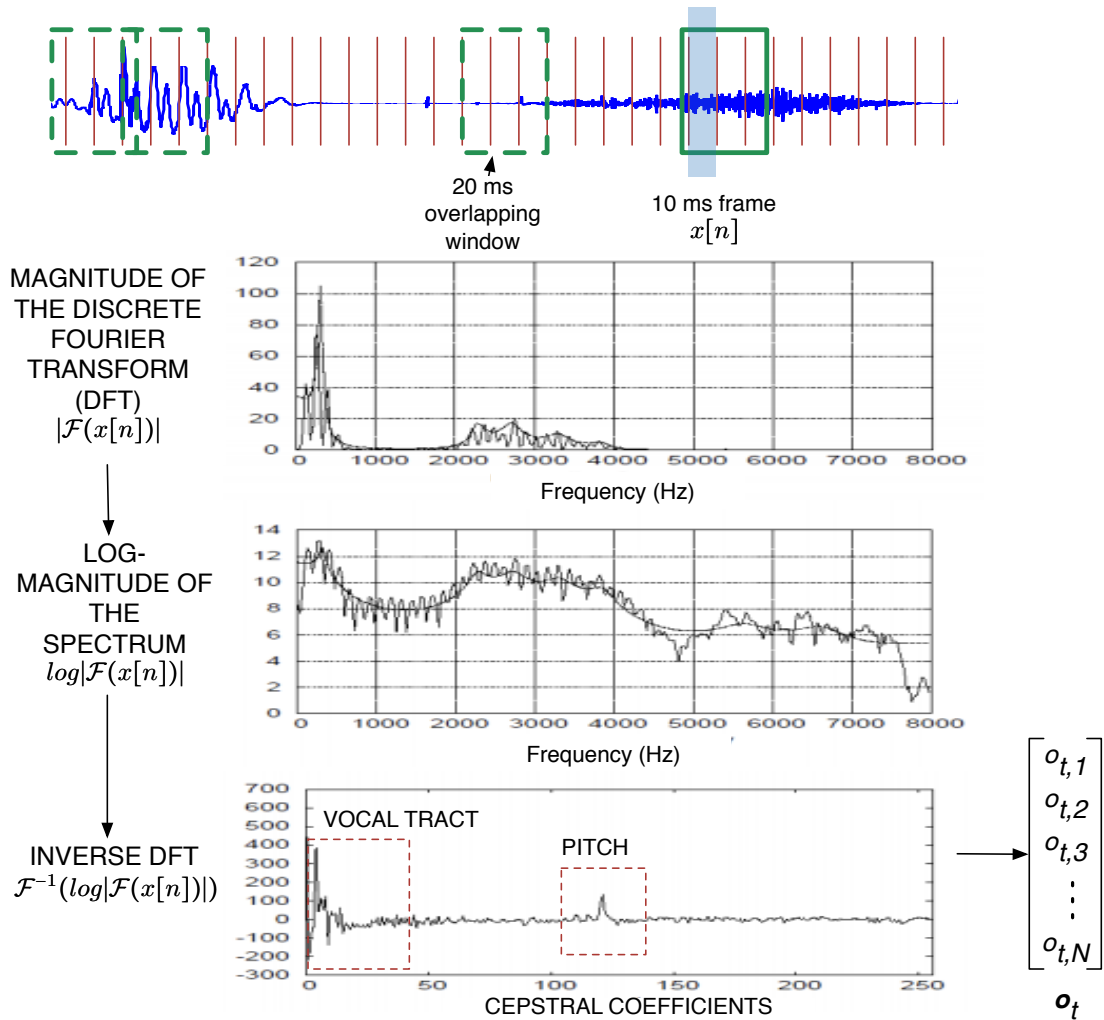 20 ms
overlapping
window
10 ms frame
x[n]
MAGNITUDE OF
THE DISCRETE
FOURIER
TRANSFORM
(DFT)
|ℱ(x[n])|
120
100
80
60
40
20
0
0 1000 2000 3000 4000 5000 6000 7000 8000
Frequency (Hz)
LOG-
MAGNITUDE OF
THE
SPECTRUM
log|ℱ(x[n])|
14
12
10
8
6
4
2
0
0 1000 2000 3000 4000 5000 6000 7000 8000
Frequency (Hz)
INVERSE DFT
ℱ⁻¹(log|ℱ(x[n])|)
700
600
500
400
300
200
100
0
-100
-200
-300
VOCAL TRACT
PITCH
0 50 100 150 200 250
CEPSTRAL COEFFICIENTS
o_t,1
o_t,2
o_t,3
⋮
o_t,N
o_t